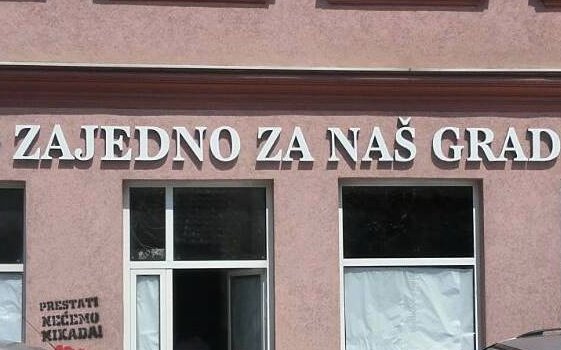 ZAJEDNO ZA NAŠ GRAD
PRESTATI
NEĆEMO
NIKADA!